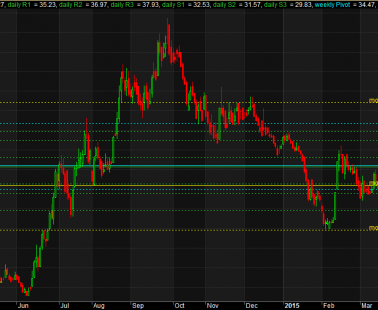 7, daily R1 = 35.23, daily R2 = 36.97, daily R3 = 37.93, daily S1 = 32.53, daily S2 = 31.57, daily S3 = 29.83, weekly Pivot = 34.47,
mo
mo
mo
Jun Jul Aug Sep Oct Nov Dec 2015 Feb Mar